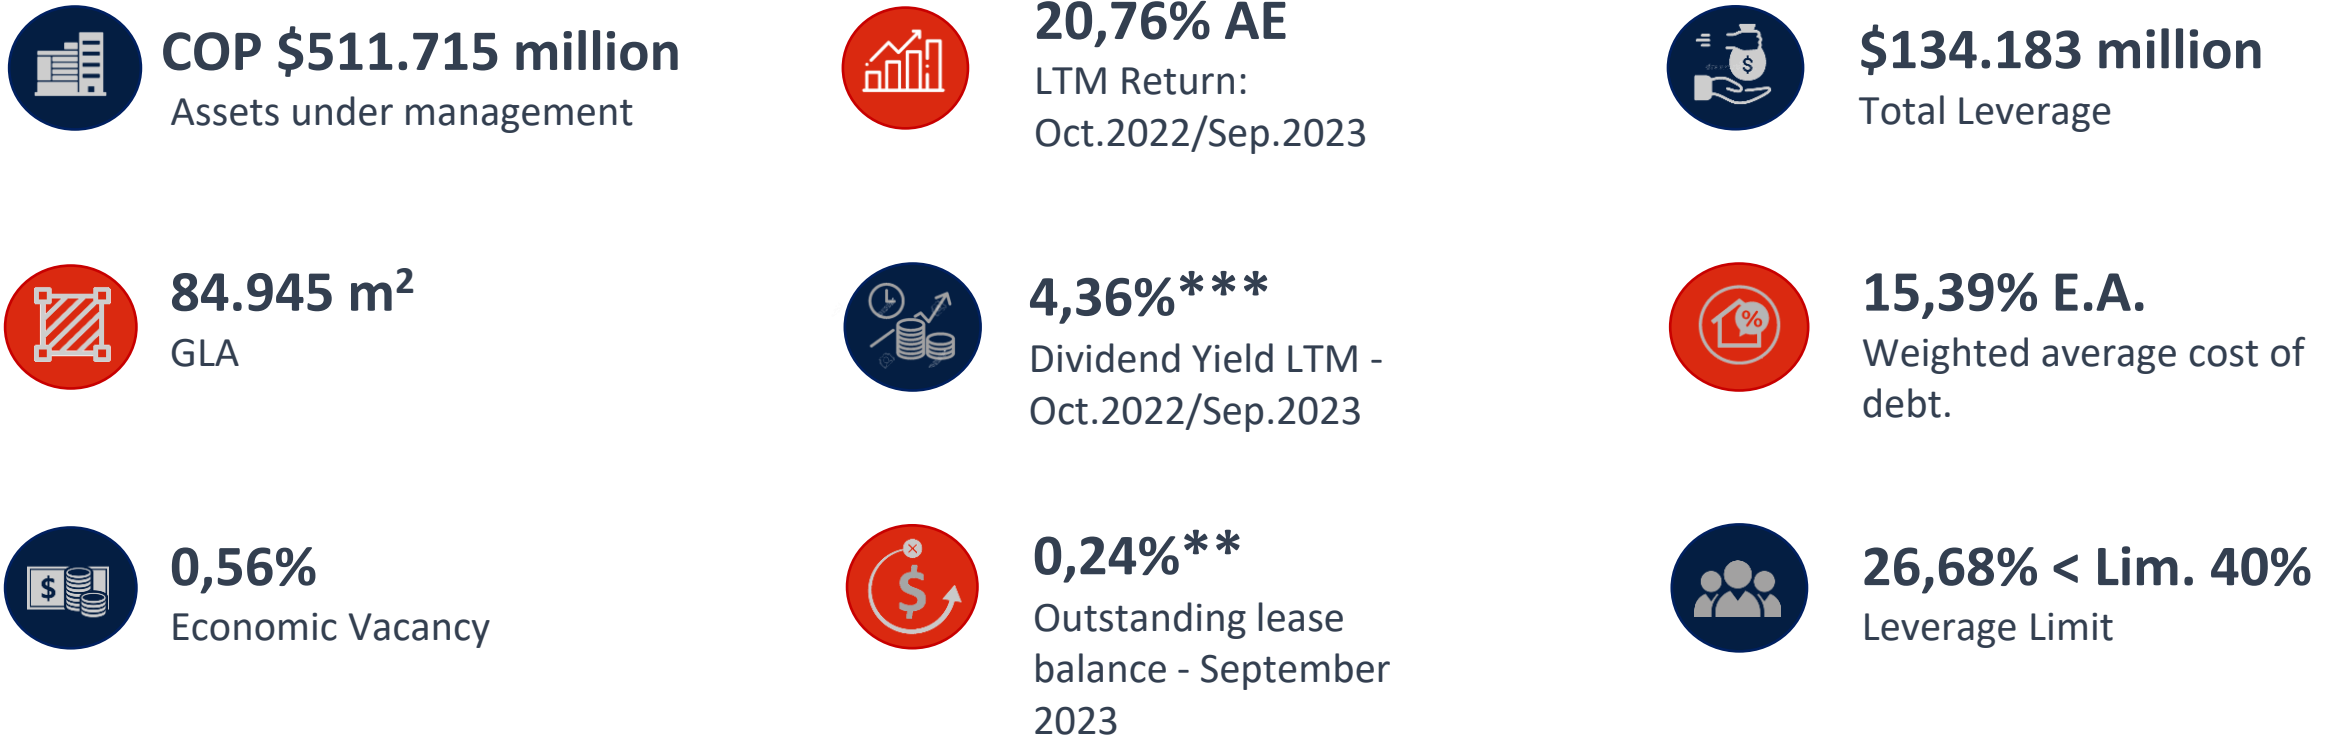 COP $511.715 million
Assets under management
20,76% AE
LTM Return:
Oct.2022/Sep.2023
$134.183 million
Total Leverage
84.945 m²
GLA
4,36%***
Dividend Yield LTM -
Oct.2022/Sep.2023
15,39% E.A.
Weighted average cost of
debt.
0,56%
Economic Vacancy
0,24%**
Outstanding lease
balance - September
2023
26,68% < Lim. 40%
Leverage Limit